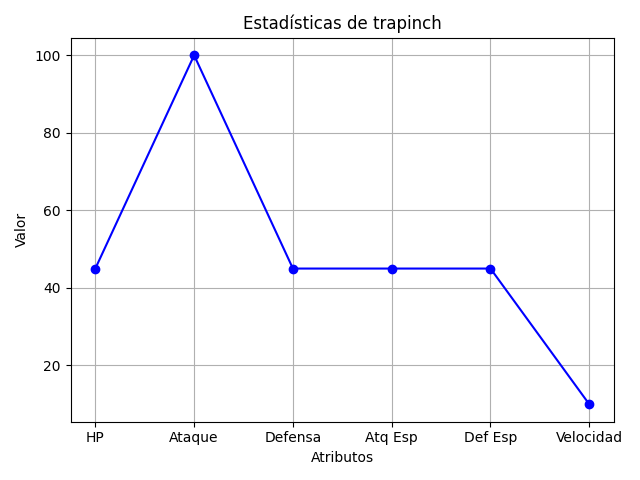 Estadísticas de trapinch
Valor
100
80
60
40
20
HP Ataque Defensa Atq Esp Def Esp Velocidad
Atributos